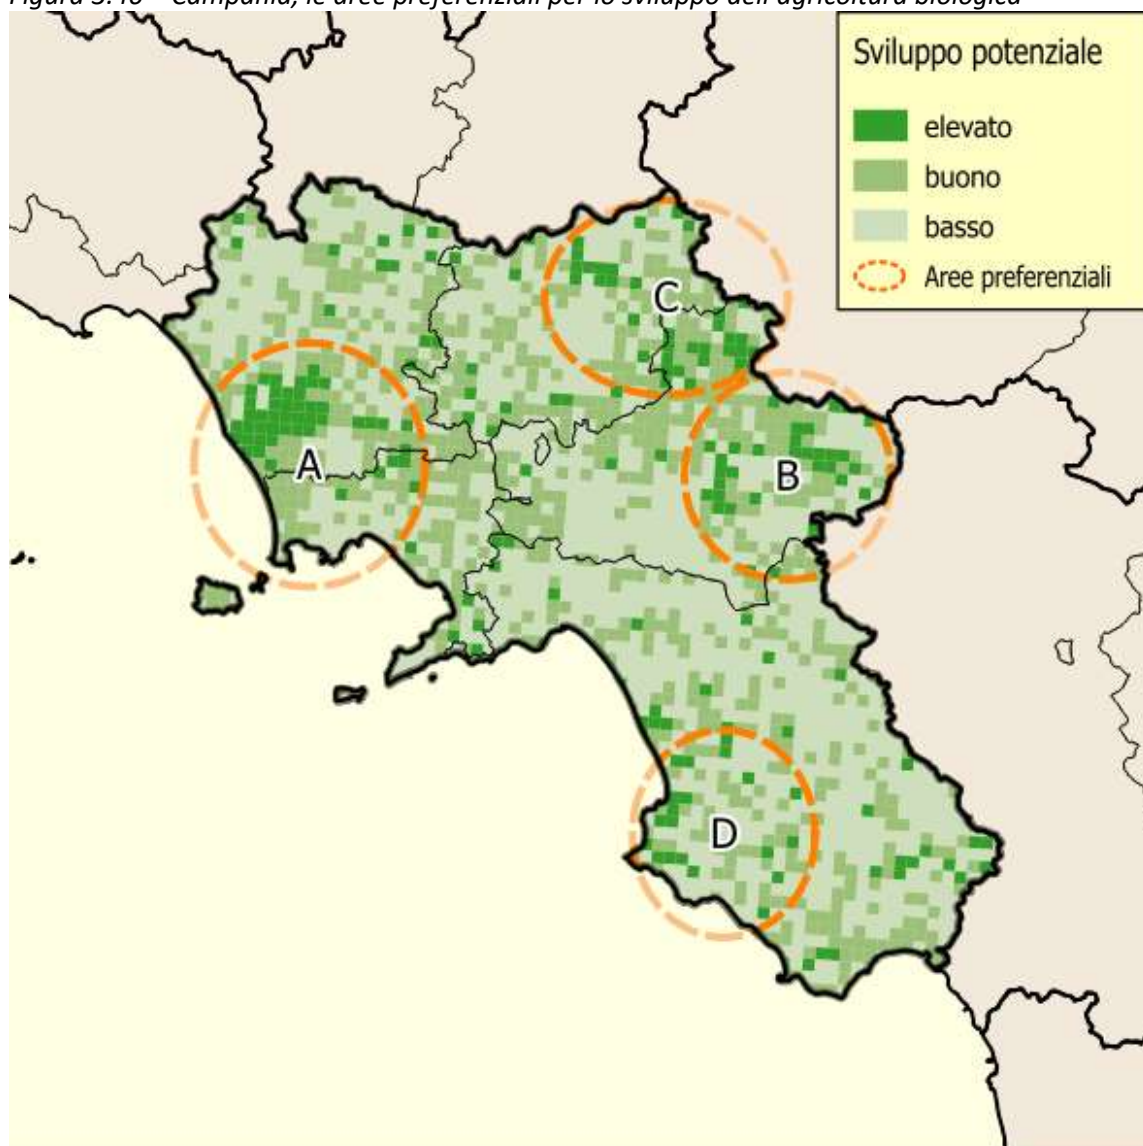 Campania, le aree preferenziali per lo sviluppo dell'agricoltura biologica
Sviluppo potenziale
elevato
buono
basso
Aree preferenziali
C
A
B
D